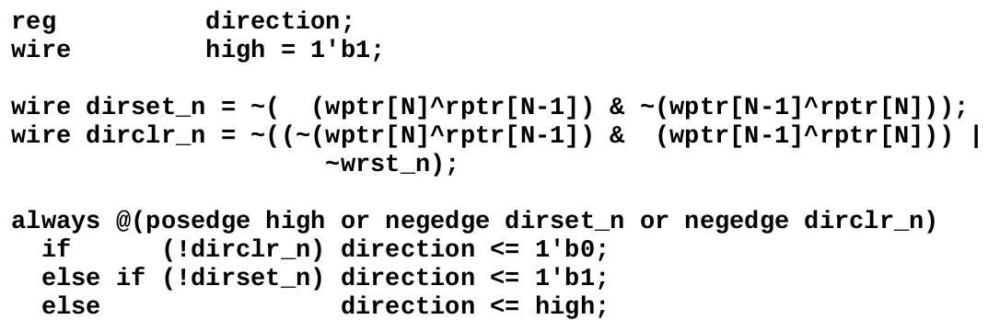 reg          direction;
wire         high = 1'b1;

wire dirset_n = ~(  (wptr[N]^rptr[N-1]) & ~(wptr[N-1]^rptr[N]));
wire dirclr_n = ~((~(wptr[N]^rptr[N-1]) &  (wptr[N-1]^rptr[N])) |
                     ~wrst_n);

always @(posedge high or negedge dirset_n or negedge dirclr_n)
  if      (!dirclr_n) direction <= 1'b0;
  else if (!dirset_n) direction <= 1'b1;
  else                direction <= high;